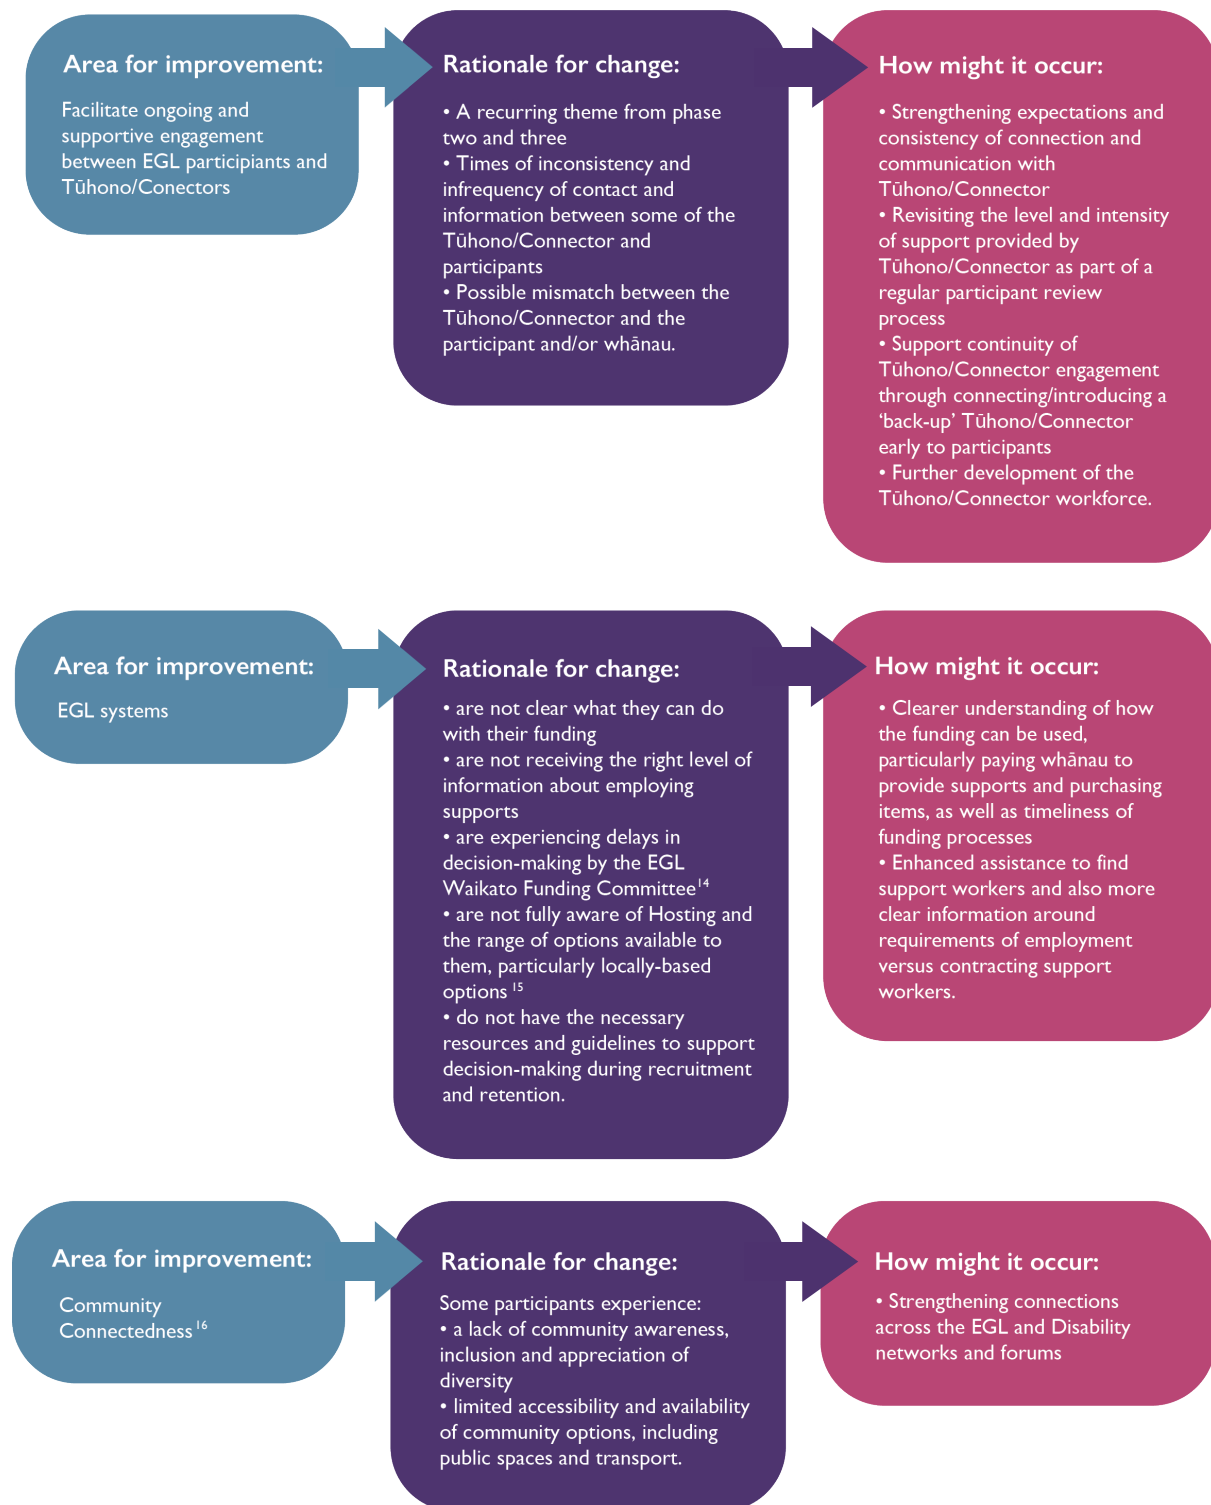 Area for improvement:
Facilitate ongoing and
supportive engagement
between EGL participiants and
Tūhono/Conectors
Rationale for change:
• A recurring theme from phase
two and three
• Times of inconsistency and
infrequency of contact and
information between some of the
Tūhono/Connector and
participants
• Possible mismatch between the
Tūhono/Connector and the
participant and/or whānau.
How might it occur:
• Strengthening expectations and
consistency of connection and
communication with
Tūhono/Connector
• Revisiting the level and intensity
of support provided by
Tūhono/Connector as part of a
regular participant review
process
• Support continuity of
Tūhono/Connector engagement
through connecting/introducing a
‘back-up’ Tūhono/Connector
early to participants
• Further development of the
Tūhono/Connector workforce.
Area for improvement:
EGL systems
Rationale for change:
• are not clear what they can do
with their funding
• are not receiving the right level of
information about employing
supports
• are experiencing delays in
decision-making by the EGL
Waikato Funding Committee14
• are not fully aware of Hosting and
the range of options available to
them, particularly locally-based
options 15
• do not have the necessary
resources and guidelines to support
decision-making during recruitment
and retention.
How might it occur:
• Clearer understanding of how
the funding can be used,
particularly paying whānau to
provide supports and purchasing
items, as well as timeliness of
funding processes
• Enhanced assistance to find
support workers and also more
clear information around
requirements of employment
versus contracting support
workers.
Area for improvement:
Community
Connectedness 16
Rationale for change:
Some participants experience:
• a lack of community awareness,
inclusion and appreciation of
diversity
• limited accessibility and availability
of community options, including
public spaces and transport.
How might it occur:
• Strengthening connections
across the EGL and Disability
networks and forums